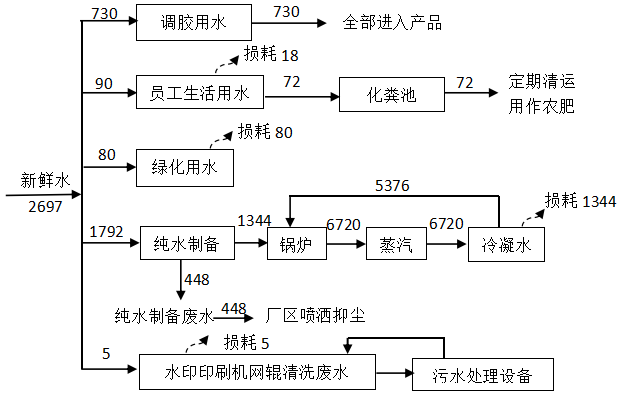 730
调胶用水
730
全部进入产品
损耗 18
90
员工生活用水
72
化粪池
72
定期清运
用作农肥
损耗 80
80
绿化用水
新鲜水
2697
5376
损耗 1344
1792
纯水制备
1344
锅炉
6720
蒸汽
6720
冷凝水
448
纯水制备废水
448
厂区喷洒抑尘
损耗 5
5
水印印刷机网辊清洗废水
污水处理设备